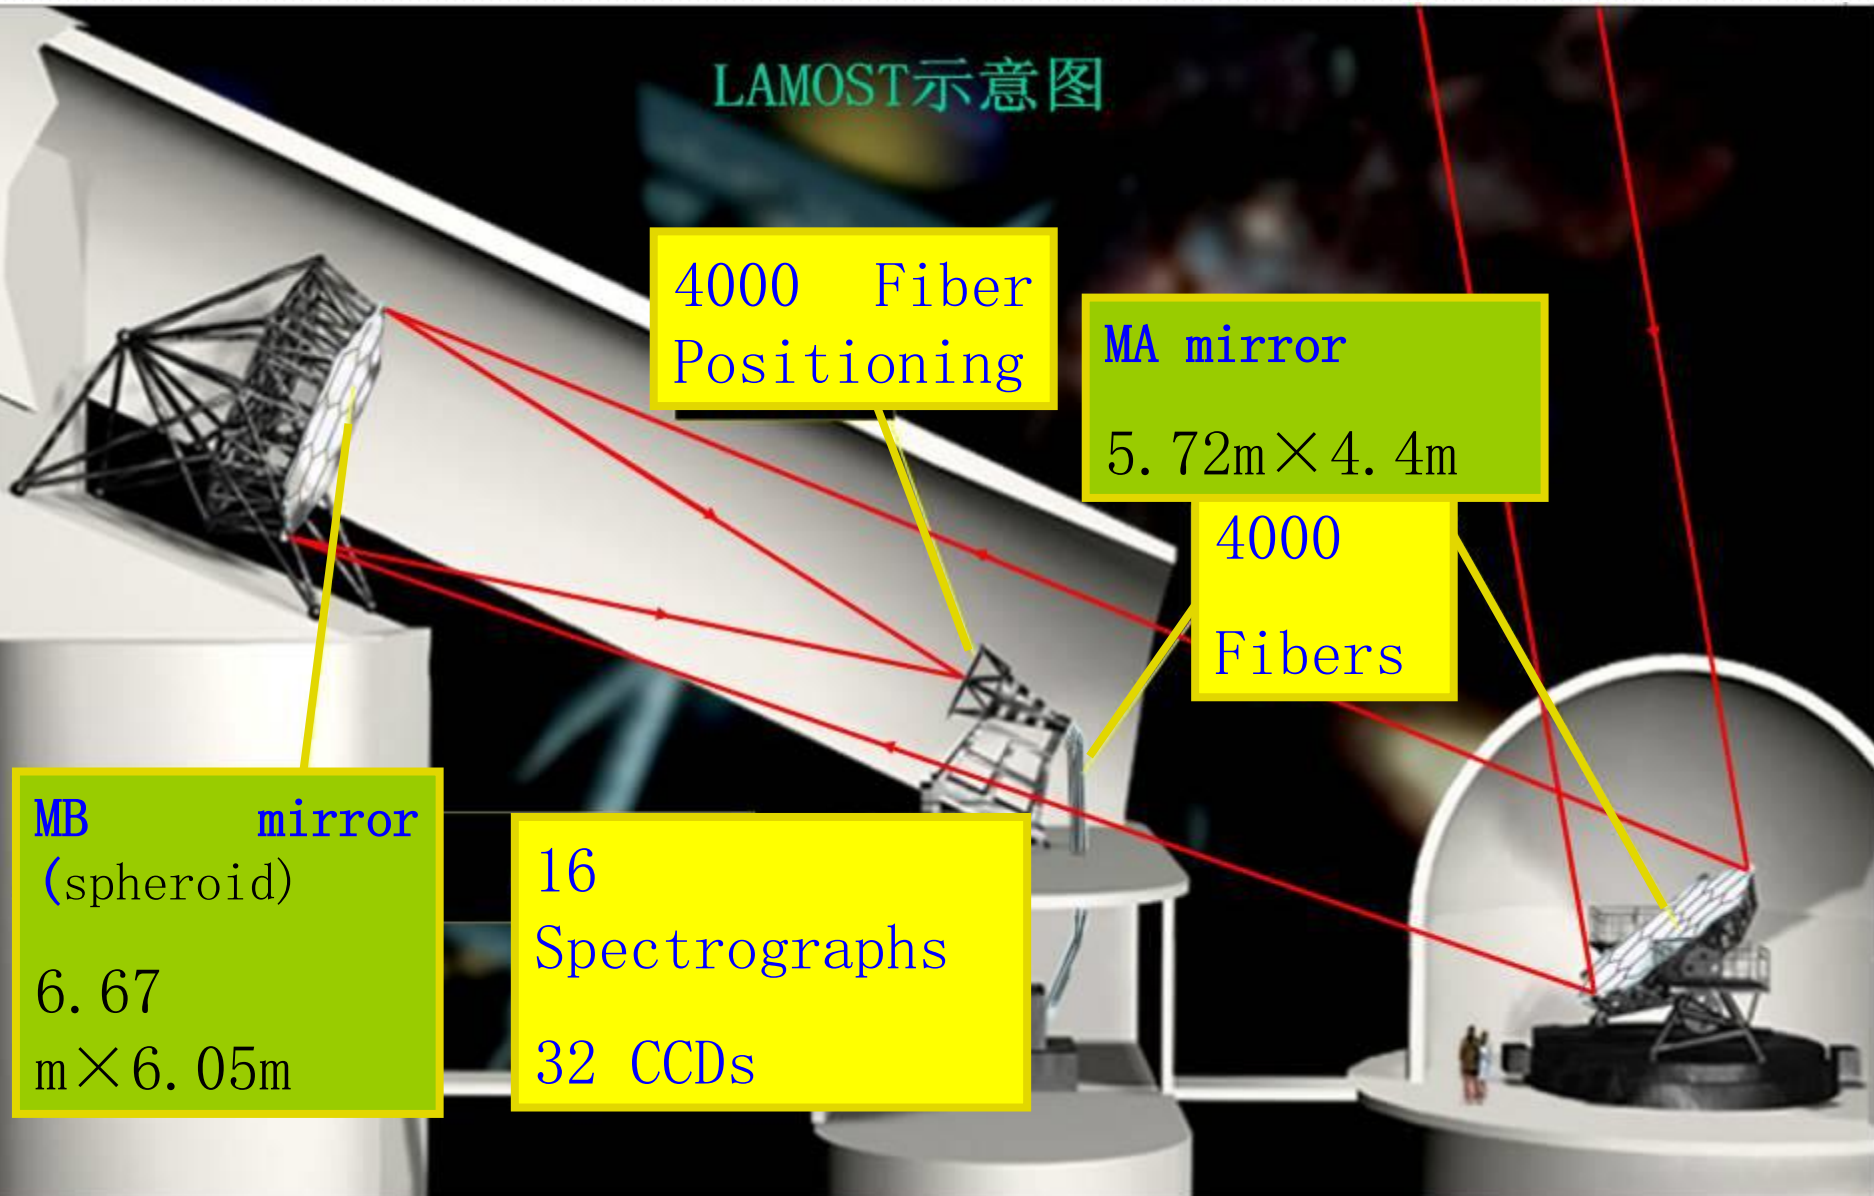 LAMOST示意图
4000 Fiber
Positioning
MA mirror
5.72m×4.4m
4000
Fibers
MB mirror
(spheroid)
6.67
m×6.05m
16
Spectrographs
32 CCDs